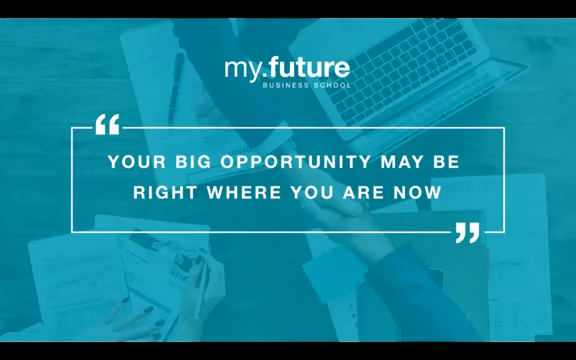 my.future
BUSINESS SCHOOL
“
YOUR BIG OPPORTUNITY MAY BE
RIGHT WHERE YOU ARE NOW
”